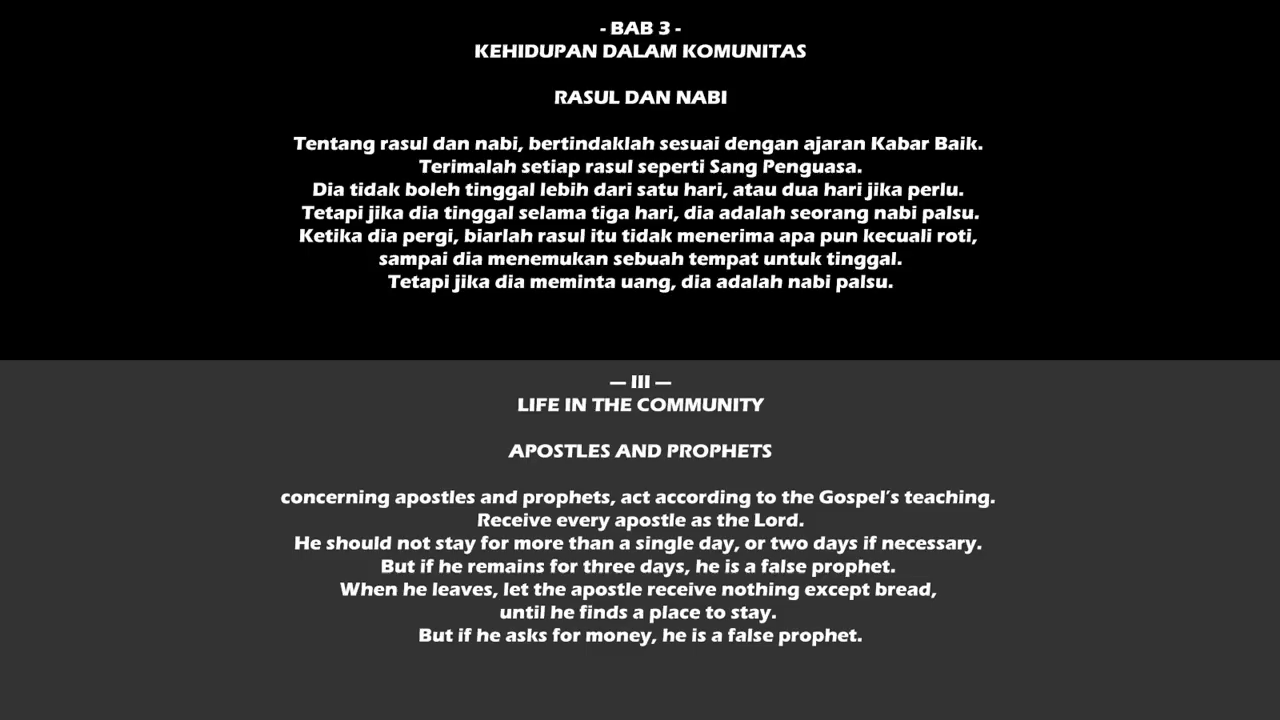 - BAB 3 -
KEHIDUPAN DALAM KOMUNITAS
RASUL DAN NABI
Tentang rasul dan nabi, bertindaklah sesuai dengan ajaran Kabar Baik.
Terimalah setiap rasul seperti Sang Penguasa.
Dia tidak boleh tinggal lebih dari satu hari, atau dua hari jika perlu.
Tetapi jika dia tinggal selama tiga hari, dia adalah seorang nabi palsu.
Ketika dia pergi, biarlah rasul itu tidak menerima apa pun kecuali roti,
sampai dia menemukan sebuah tempat untuk tinggal.
Tetapi jika dia meminta uang, dia adalah nabi palsu.
— III —
LIFE IN THE COMMUNITY
APOSTLES AND PROPHETS
concerning apostles and prophets, act according to the Gospel's teaching.
Receive every apostle as the Lord.
He should not stay for more than a single day, or two days if necessary.
But if he remains for three days, he is a false prophet.
When he leaves, let the apostle receive nothing except bread,
until he finds a place to stay.
But if he asks for money, he is a false prophet.